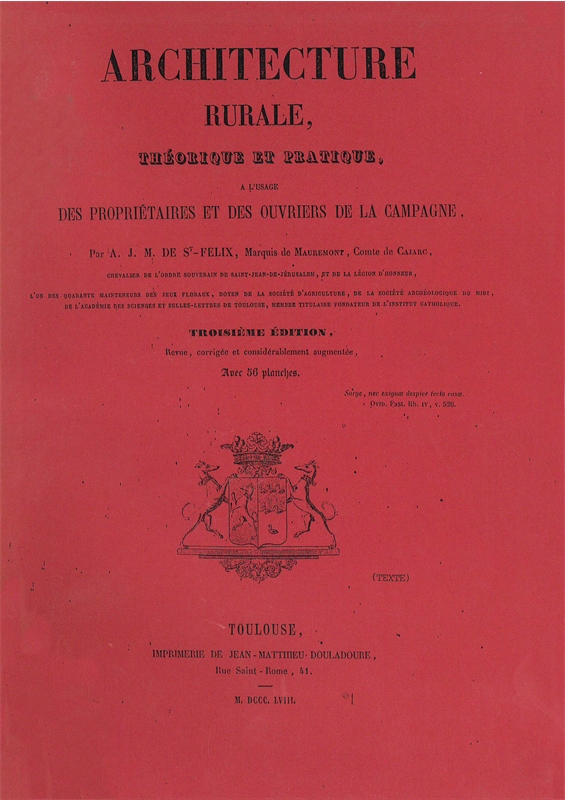 ARCHITECTURE
RURALE,
THÉORIQUE ET PRATIQUE,
A L'USAGE
DES PROPRIÉTAIRES ET DES OUVRIERS DE LA CAMPAGNE,
Par A. J. M. DE St-FELIX, Marquis de MAUREMONT, Comte de CAJARC,
CHEVALIER DE L'ORDRE SOUVERAIN DE SAINT-JEAN-DE-JÉRUSALEM, ET DE LA LÉGION D'HONNEUR,
L'UN DES QUARANTE MAINTENEURS DES JEUX FLORAUX, DOYEN DE LA SOCIÉTÉ D'AGRICULTURE, DE LA SOCIÉTÉ ARCHÉOLOGIQUE DU MIDI,
DE L'ACADÉMIE DES SCIENCES ET BELLES-LETTRES DE TOULOUSE, MEMBRE TITULAIRE FONDATEUR DE L'INSTITUT CATHOLIQUE.
TROISIÈME ÉDITION,
Revue, corrigée et considérablement augmentée,
Avec 56 planches.
Surge, nec exiguæ despice tecta casæ.
OVID. Fast. lib. IV, v. 526.
(TEXTE)
TOULOUSE,
IMPRIMERIE DE JEAN-MATTHIEU DOULADOURE,
Rue Saint-Rome, 41.
M. DCCC. LVIII.